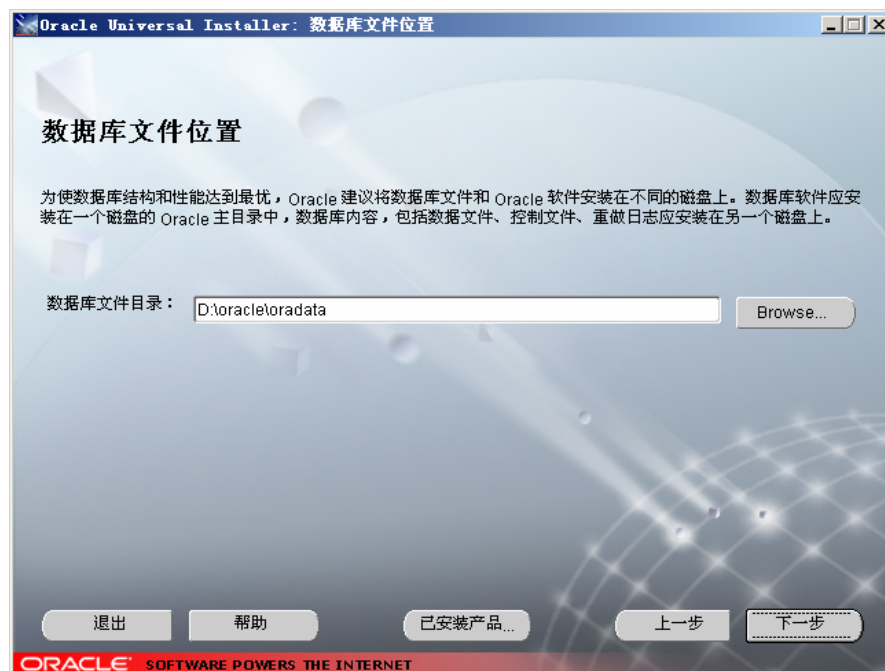 Oracle Universal Installer: 数据库文件位置
数据库文件位置
为使数据库结构和性能达到最优，Oracle 建议将数据库文件和 Oracle 软件安装在不同的磁盘上。数据库软件应安
装在一个磁盘的 Oracle 主目录中，数据库内容，包括数据文件、控制文件、重做日志应安装在另一个磁盘上。
数据库文件目录： D:\oracle\oradata Browse...
退出 帮助 已安装产品... 上一步 下一步
ORACLE SOFTWARE POWERS THE INTERNET